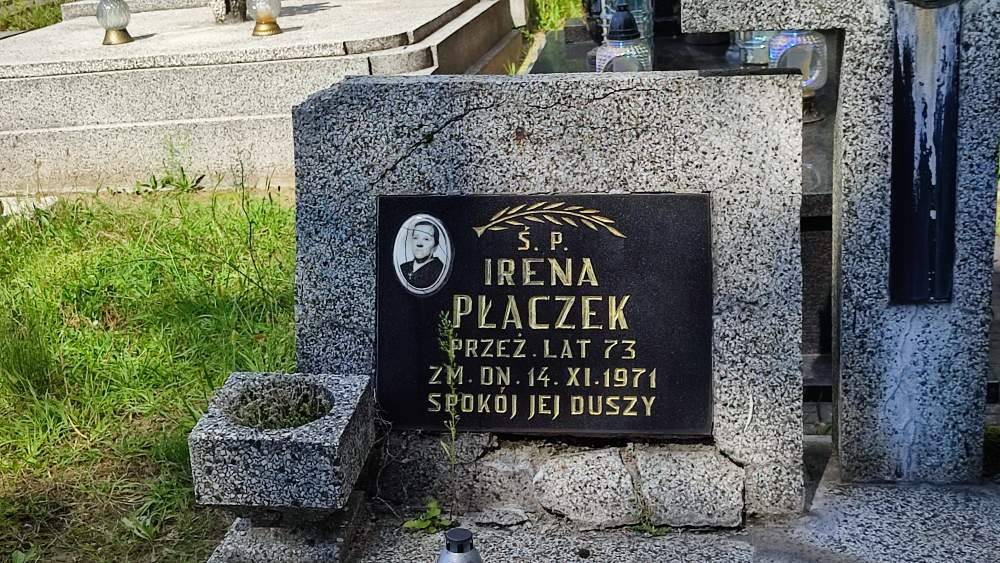 Ś. P.
IRENA
PŁACZEK
PRZEŻ. LAT 73
ZM. DN. 14. XI. 1971
SPOKÓJ JEJ DUSZY